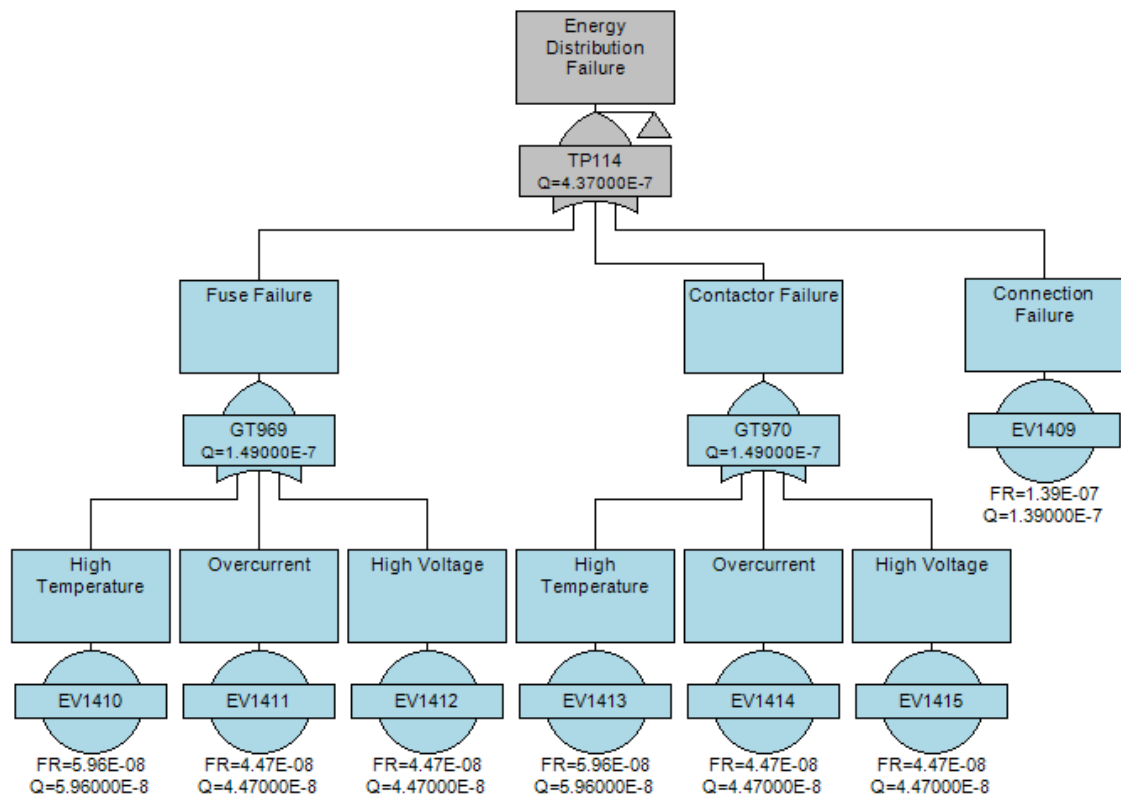 Energy
Distribution
Failure
TP114
Q=4.37000E-7
Fuse Failure
Contactor Failure
Connection
Failure
GT969
Q=1.49000E-7
GT970
Q=1.49000E-7
EV1409
FR=1.39E-07
Q=1.39000E-7
High
Temperature
Overcurrent
High Voltage
High
Temperature
Overcurrent
High Voltage
EV1410
EV1411
EV1412
EV1413
EV1414
EV1415
FR=5.96E-08
Q=5.96000E-8
FR=4.47E-08
Q=4.47000E-8
FR=4.47E-08
Q=4.47000E-8
FR=5.96E-08
Q=5.96000E-8
FR=4.47E-08
Q=4.47000E-8
FR=4.47E-08
Q=4.47000E-8